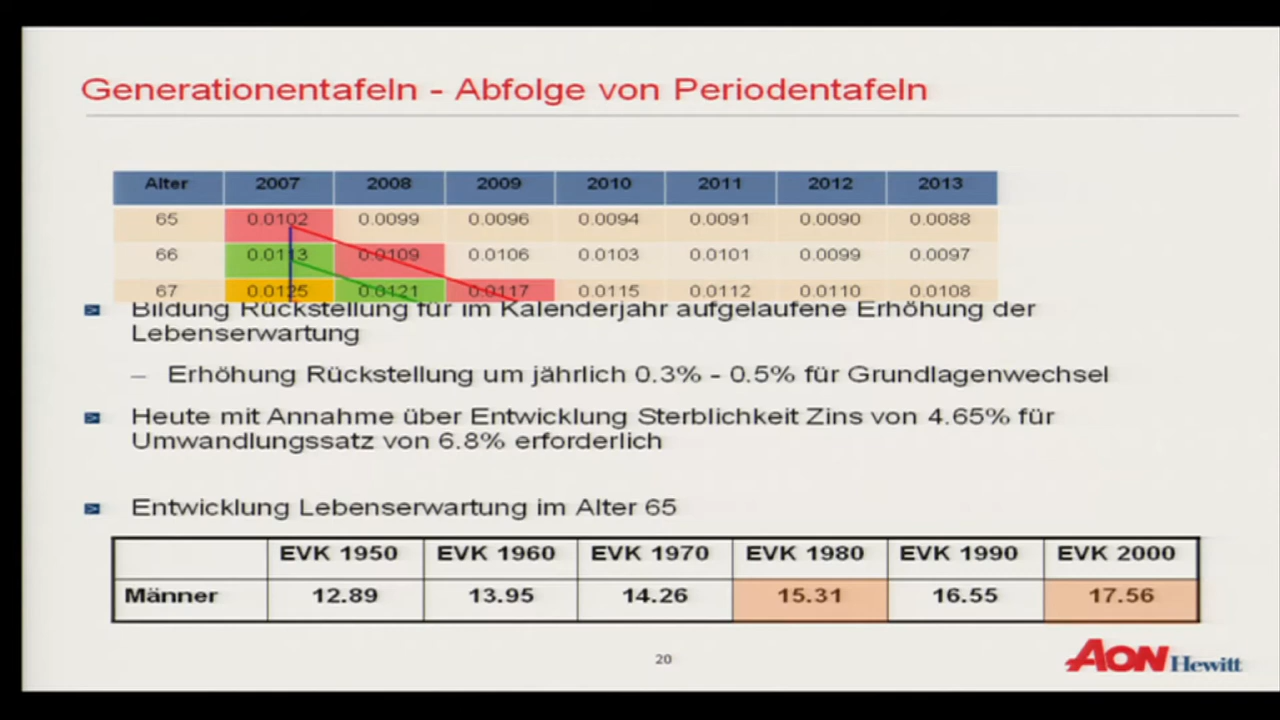 Generationentafeln - Abfolge von Periodentafeln
Alter 2007 2008 2009 2010 2011 2012 2013
65 0.0102 0.0099 0.0096 0.0094 0.0091 0.0090 0.0088
66 0.0113 0.0109 0.0106 0.0103 0.0101 0.0099 0.0097
67 0.0125 0.0121 0.0117 0.0115 0.0112 0.0110 0.0108
Bildung Rückstellung für im Kalenderjahr aufgelaufene Erhöhung der
Lebenserwartung
– Erhöhung Rückstellung um jährlich 0.3% - 0.5% für Grundlagenwechsel
Heute mit Annahme über Entwicklung Sterblichkeit Zins von 4.65% für
Umwandlungssatz von 6.8% erforderlich
Entwicklung Lebenserwartung im Alter 65
EVK 1950 EVK 1960 EVK 1970 EVK 1980 EVK 1990 EVK 2000
Männer 12.89 13.95 14.26 15.31 16.55 17.56
20
AON Hewitt